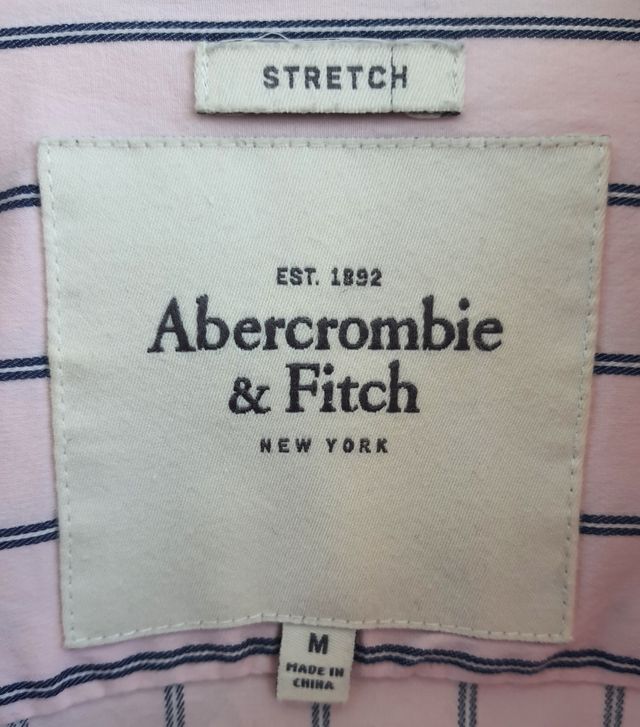 STRETCH
EST. 1892
Abercrombie
& Fitch
NEW YORK
M
MADE IN
CHINA